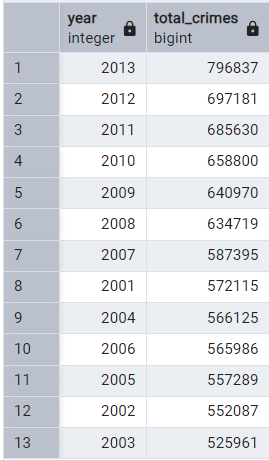 year total_crimes
integer bigint
1 2013 796837
2 2012 697181
3 2011 685630
4 2010 658800
5 2009 640970
6 2008 634719
7 2007 587395
8 2001 572115
9 2004 566125
10 2006 565986
11 2005 557289
12 2002 552087
13 2003 525961